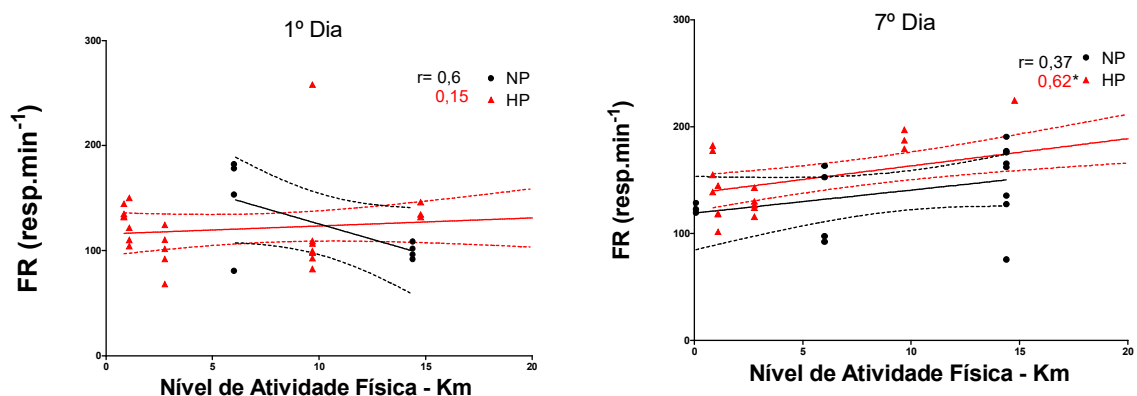 1º Dia
300
200
100
0
FR (resp.min-1)
r= 0,6 NP
0,15 HP
0 5 10 15 20
Nível de Atividade Física - Km
7º Dia
300
200
100
0
FR (resp.min-1)
r= 0,37 NP
0,62* HP
0 5 10 15 20
Nível de Atividade Física - Km